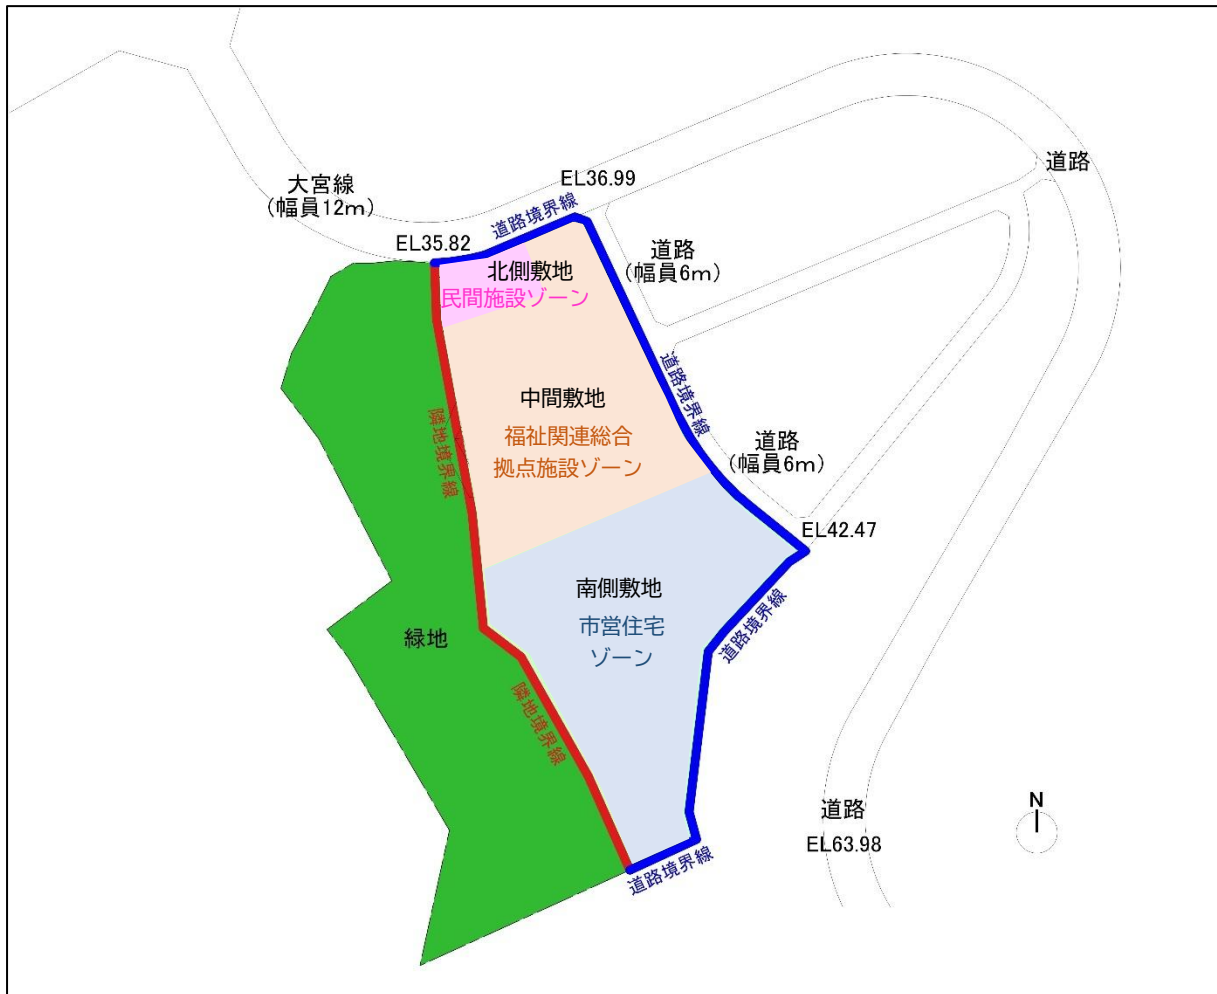 道路
大宮線
(幅員12m)
EL36.99
道路境界線
EL35.82
道路
(幅員6m)
北側敷地
民間施設ゾーン
道路境界線
中間敷地
福祉関連総合
拠点施設ゾーン
隣地境界線
道路
(幅員6m)
EL42.47
南側敷地
市営住宅
ゾーン
道路境界線
緑地
隣地境界線
道路
EL63.98
N
道路境界線